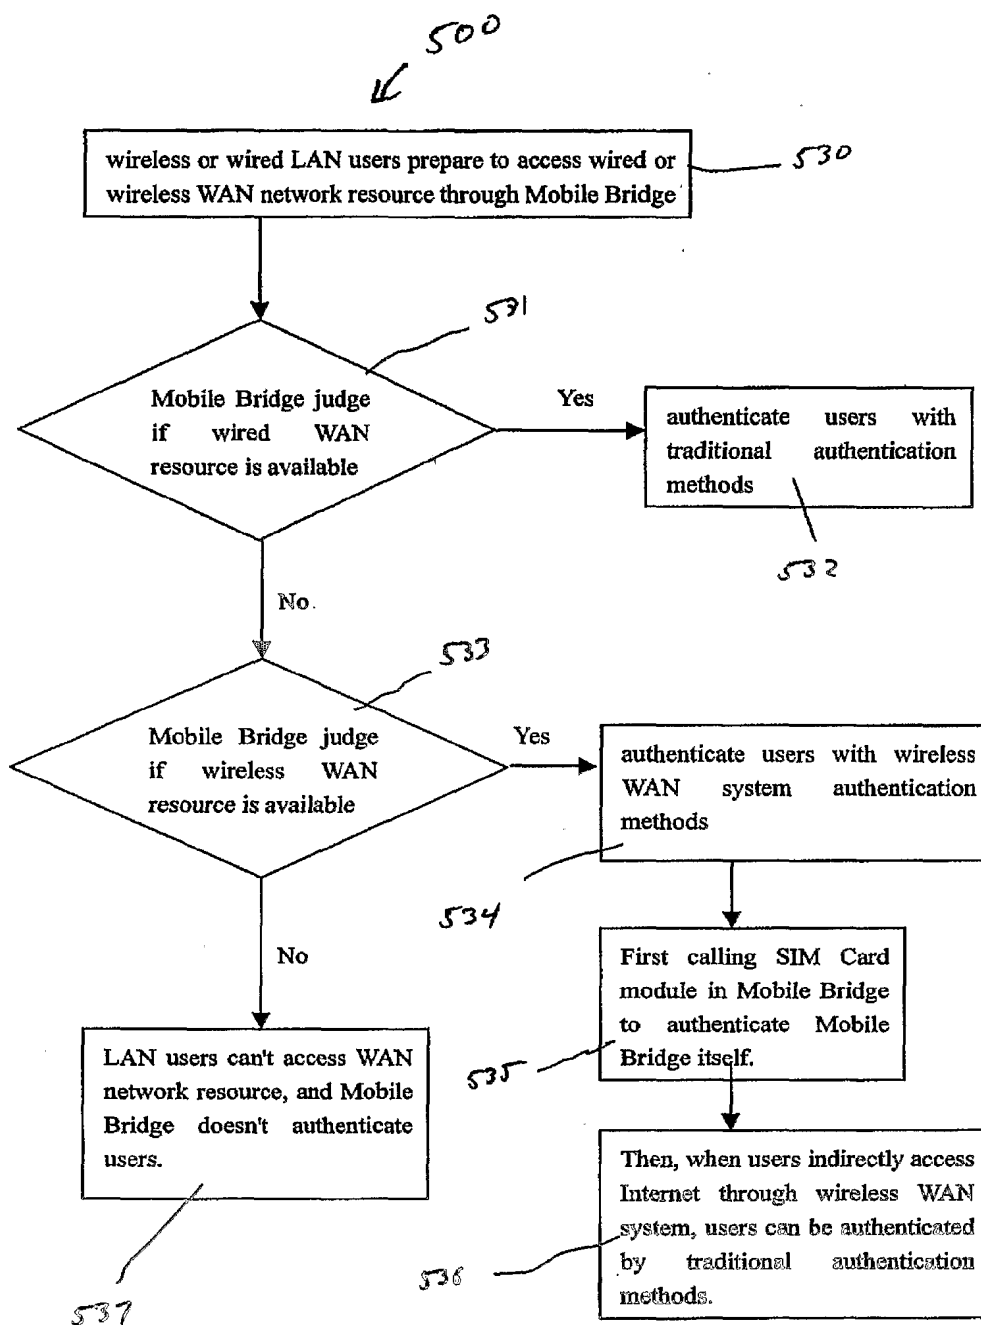 500
wireless or wired LAN users prepare to access wired or
wireless WAN network resource through Mobile Bridge
530
531
Mobile Bridge judge
if wired WAN
resource is available
Yes
authenticate users with
traditional authentication
methods
532
No.
533
Mobile Bridge judge
if wireless WAN
resource is available
Yes
authenticate users with wireless
WAN system authentication
methods
534
No
First calling SIM Card
module in Mobile Bridge
to authenticate Mobile
Bridge itself.
535
LAN users can't access WAN
network resource, and Mobile
Bridge doesn't authenticate
users.
537
Then, when users indirectly access
Internet through wireless WAN
system, users can be authenticated
by traditional authentication
methods.
536